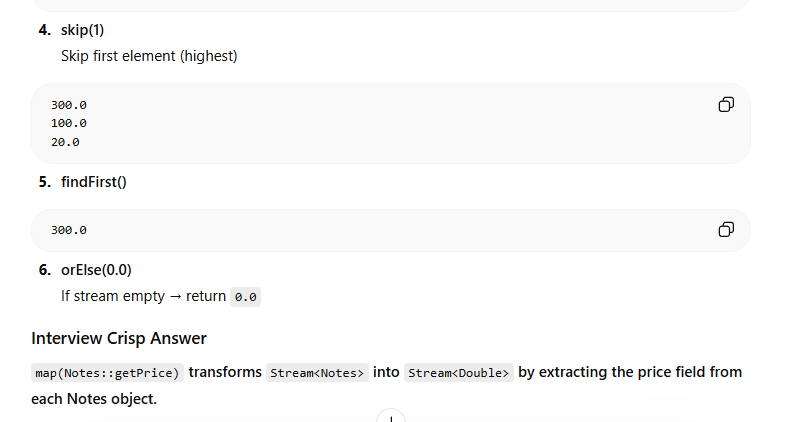 4. skip(1)
Skip first element (highest)
300.0
100.0
20.0
5. findFirst()
300.0
6. orElse(0.0)
If stream empty → return 0.0
Interview Crisp Answer
map(Notes::getPrice) transforms Stream<Notes> into Stream<Double> by extracting the price field from
each Notes object.